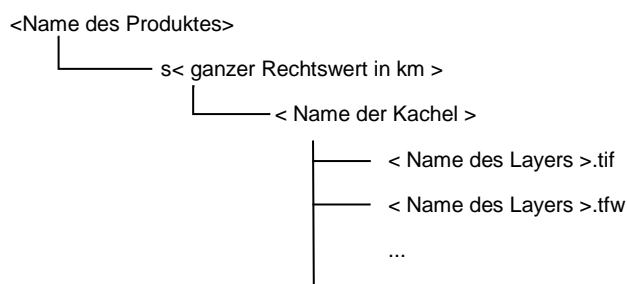 <Name des Produktes>
s< ganzer Rechtswert in km >
< Name der Kachel >
< Name des Layers >.tif
< Name des Layers >.tfw
...